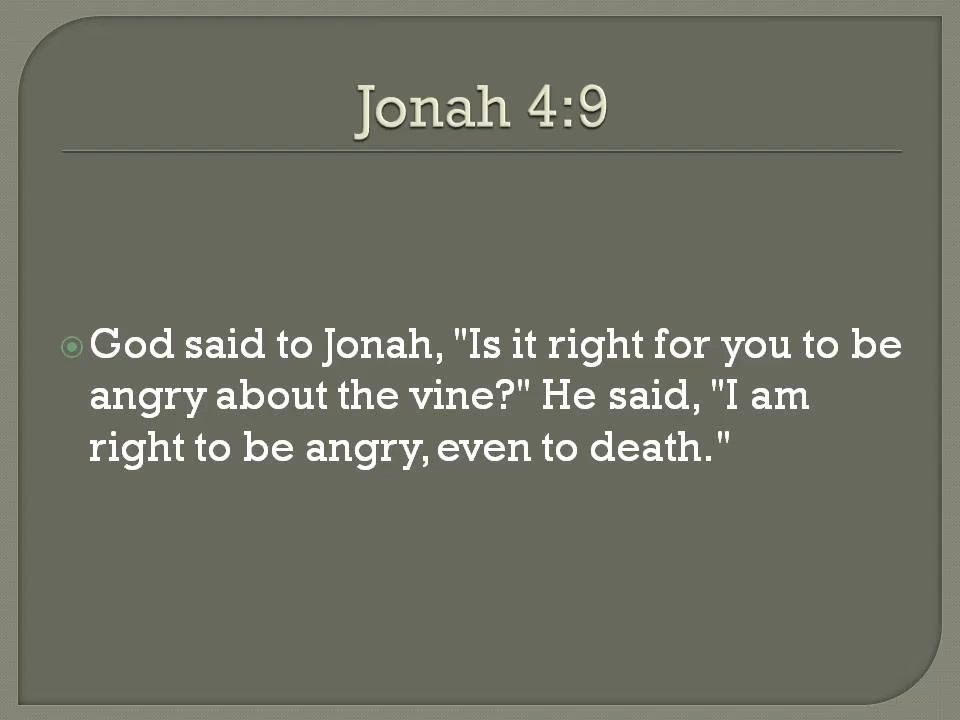 Jonah 4:9
God said to Jonah, "Is it right for you to be
angry about the vine?" He said, "I am
right to be angry, even to death."